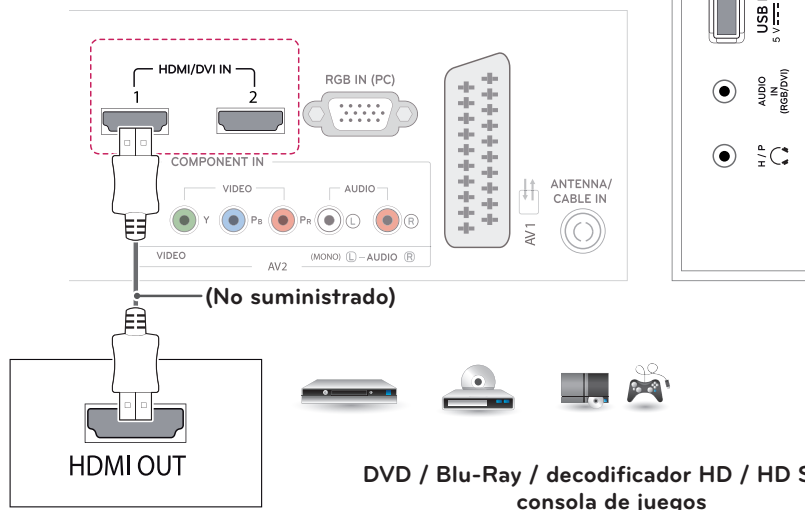 HDMI/DVI IN
1 2
RGB IN (PC)
COMPONENT IN
VIDEO
AUDIO
Y PB PR L R
VIDEO
AV2
(MONO) L – AUDIO R
AV1
ANTENNA/
CABLE IN
USB
5 V
AUDIO
IN
(RGB/DVI)
H / P
(No suministrado)
HDMI OUT
DVD / Blu-Ray / decodificador HD / HD
consola de juegos